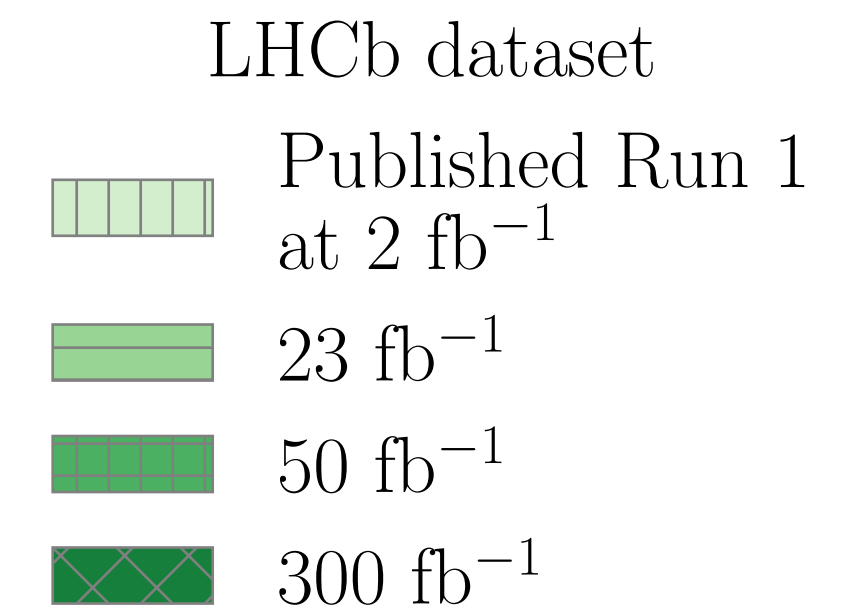 LHCb dataset
Published Run 1
at 2 fb⁻¹
23 fb⁻¹
50 fb⁻¹
300 fb⁻¹